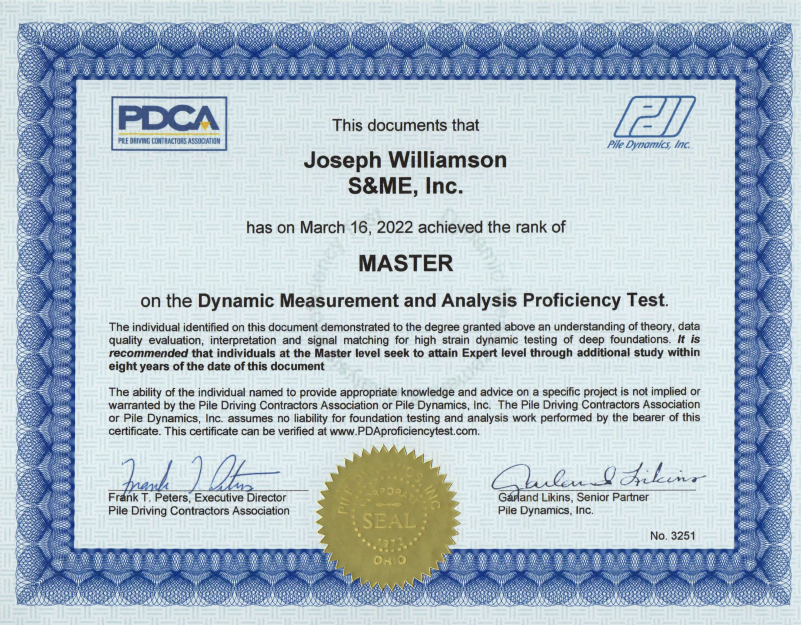 PDCA
PILE DRIVING CONTRACTORS ASSOCIATION
PDI
Pile Dynamics, Inc.
This documents that
Joseph Williamson
S&ME, Inc.
has on March 16, 2022 achieved the rank of
MASTER
on the Dynamic Measurement and Analysis Proficiency Test.
The individual identified on this document demonstrated to the degree granted above an understanding of theory, data
quality evaluation, interpretation and signal matching for high strain dynamic testing of deep foundations. It is
recommended that individuals at the Master level seek to attain Expert level through additional study within
eight years of the date of this document
The ability of the individual named to provide appropriate knowledge and advice on a specific project is not implied or
warranted by the Pile Driving Contractors Association or Pile Dynamics, Inc. The Pile Driving Contractors Association
or Pile Dynamics, Inc. assumes no liability for foundation testing and analysis work performed by the bearer of this
certificate. This certificate can be verified at www.PDAproficiencytest.com.
Frank T Peters
Garland Likins
Frank T. Peters, Executive Director
Pile Driving Contractors Association
Garland Likins, Senior Partner
Pile Dynamics, Inc.
SEAL
OHIO
No. 3251